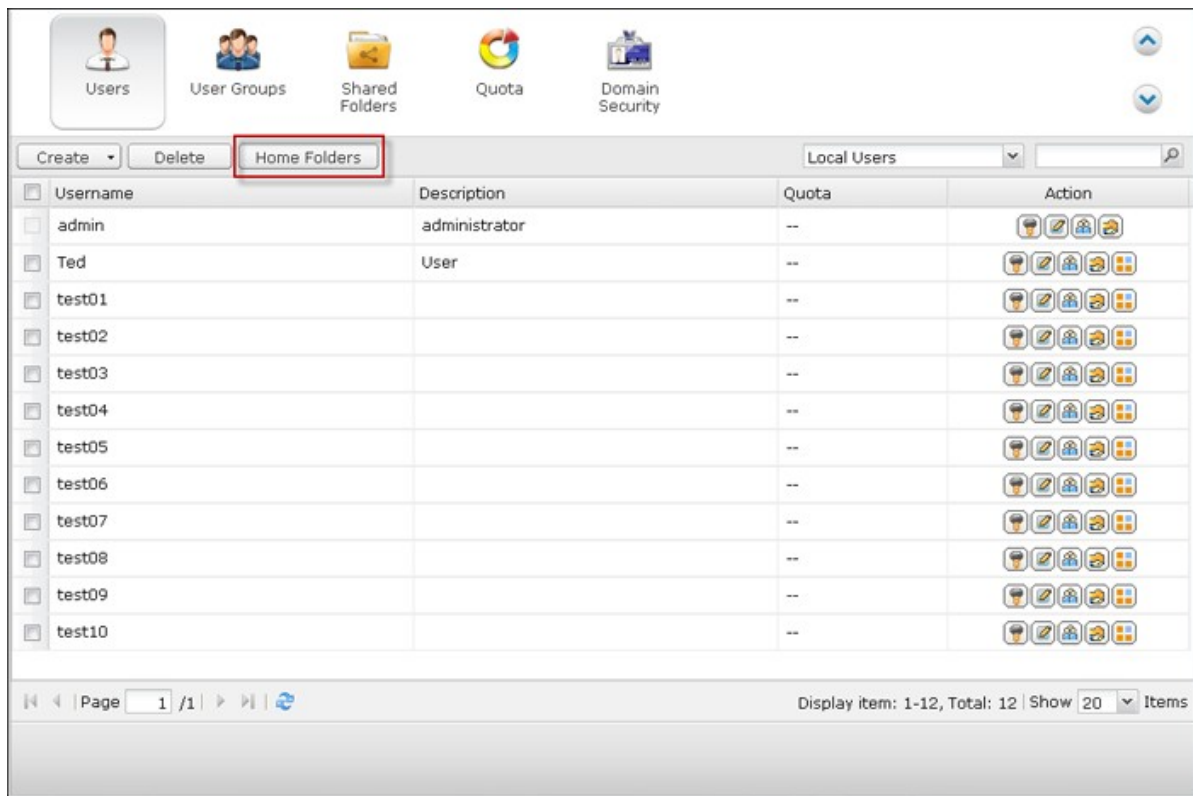 Users
User Groups
Shared
Folders
Quota
Domain
Security
Create
Delete
Home Folders
Local Users
Username Description Quota Action
admin administrator --
Ted User --
test01 --
test02 --
test03 --
test04 --
test05 --
test06 --
test07 --
test08 --
test09 --
test10 --
Page 1 /1
Display item: 1-12, Total: 12 Show 20 Items